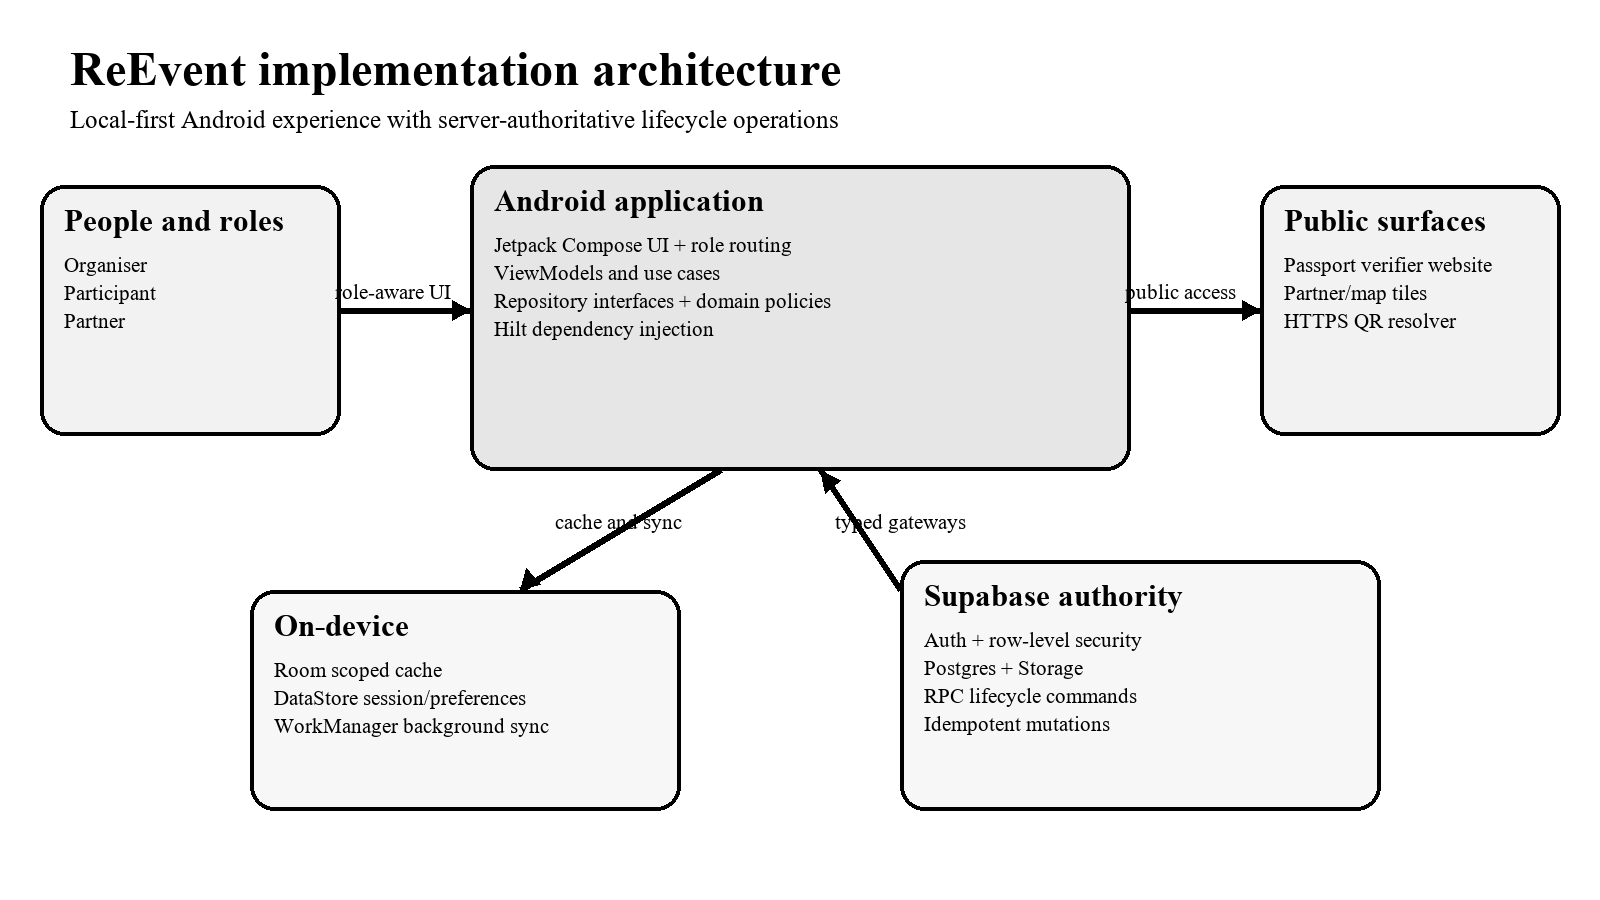 ReEvent implementation architecture
Local-first Android experience with server-authoritative lifecycle operations
People and roles
Organiser
Participant
Partner
role-aware UI
Android application
Jetpack Compose UI + role routing
ViewModels and use cases
Repository interfaces + domain policies
Hilt dependency injection
public access
Public surfaces
Passport verifier website
Partner/map tiles
HTTPS QR resolver
cache and sync
typed gateways
On-device
Room scoped cache
DataStore session/preferences
WorkManager background sync
Supabase authority
Auth + row-level security
Postgres + Storage
RPC lifecycle commands
Idempotent mutations